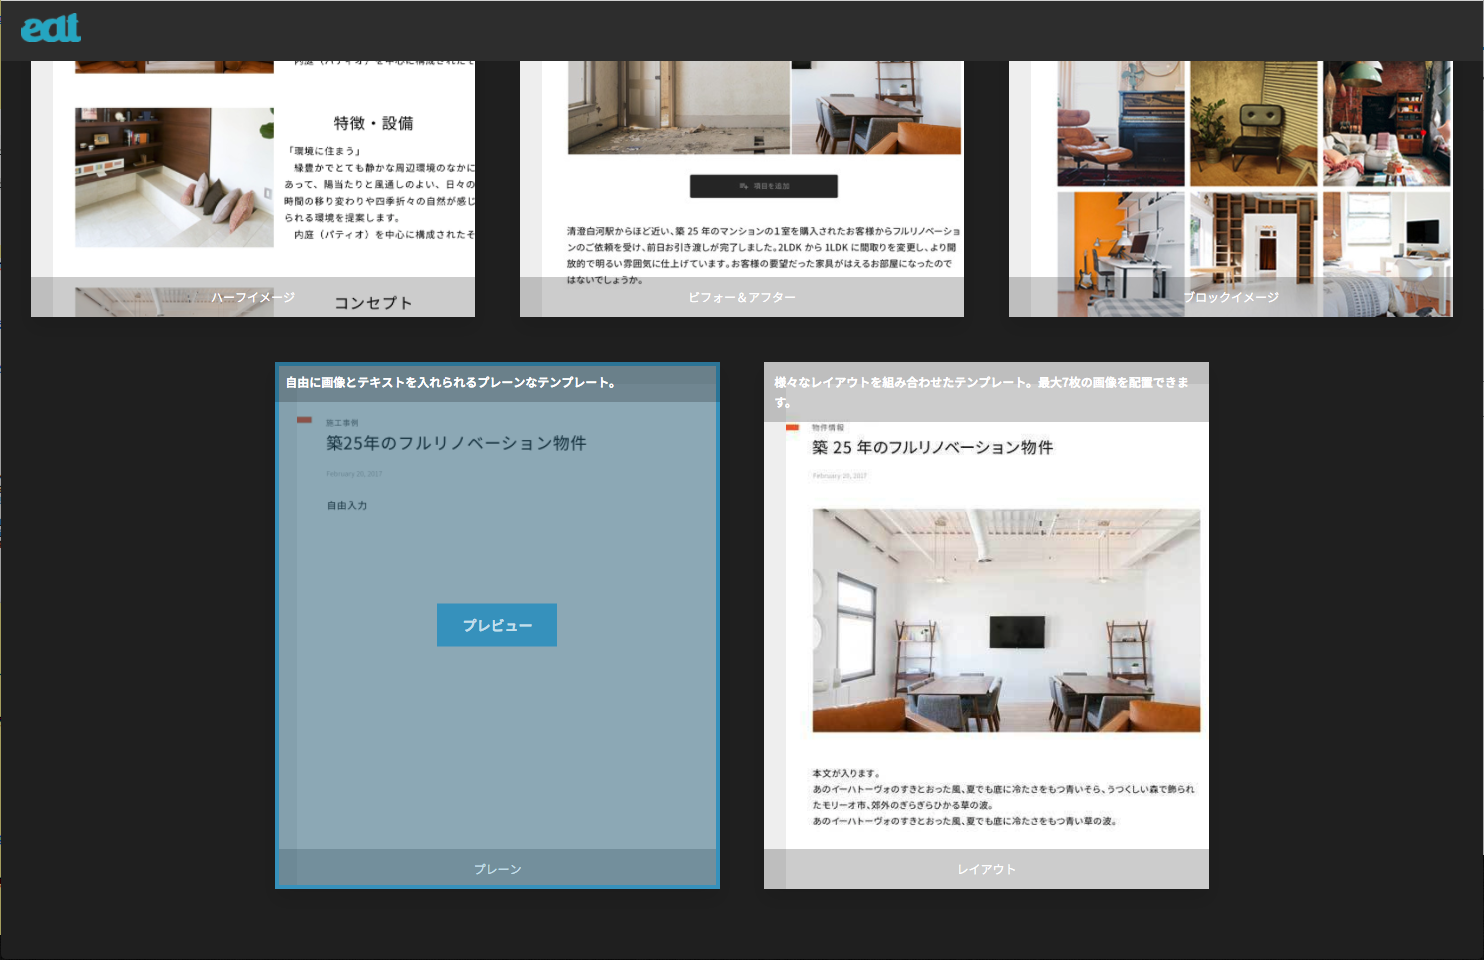 eat
内庭（パティオ）を中心に構成されたそ
特徴・設備
「環境に住まう」
緑豊かでとても静かな周辺環境のなかに
あって、陽当たりと風通しのよい、日々の
時間の移り変わりや四季折々の自然が感じ
られる環境を提案します。
内庭（パティオ）を中心に構成されたそ
コンセプト
ハーフイメージ
項目を追加
清澄白河駅からほど近い、築 25 年のマンションの1室を購入されたお客様からフルリノベーショ
ンのご依頼を受け、前日お引き渡しが完了しました。2LDK から 1LDK に間取りを変更し、より開
放的で明るい雰囲気に仕上げています。お客様の要望だった家具がはえるお部屋になったので
はないでしょうか。
ビフォー＆アフター
ブロックイメージ
自由に画像とテキストを入れられるプレーンなテンプレート。
施工事例
築25年のフルリノベーション物件
February 20, 2017
自由入力
プレビュー
プレーン
様々なレイアウトを組み合わせたテンプレート。最大7枚の画像を配置できま
す。
物件情報
築 25 年のフルリノベーション物件
February 20, 2017
本文が入ります。
あのイーハトーヴォのすきとおった風、夏でも底に冷たさをもつ青いそら、うつくしい森で飾られ
たモリーオ市、郊外のぎらぎらひかる草の波。
あのイーハトーヴォのすきとおった風、夏でも底に冷たさをもつ青い草の波。
レイアウト